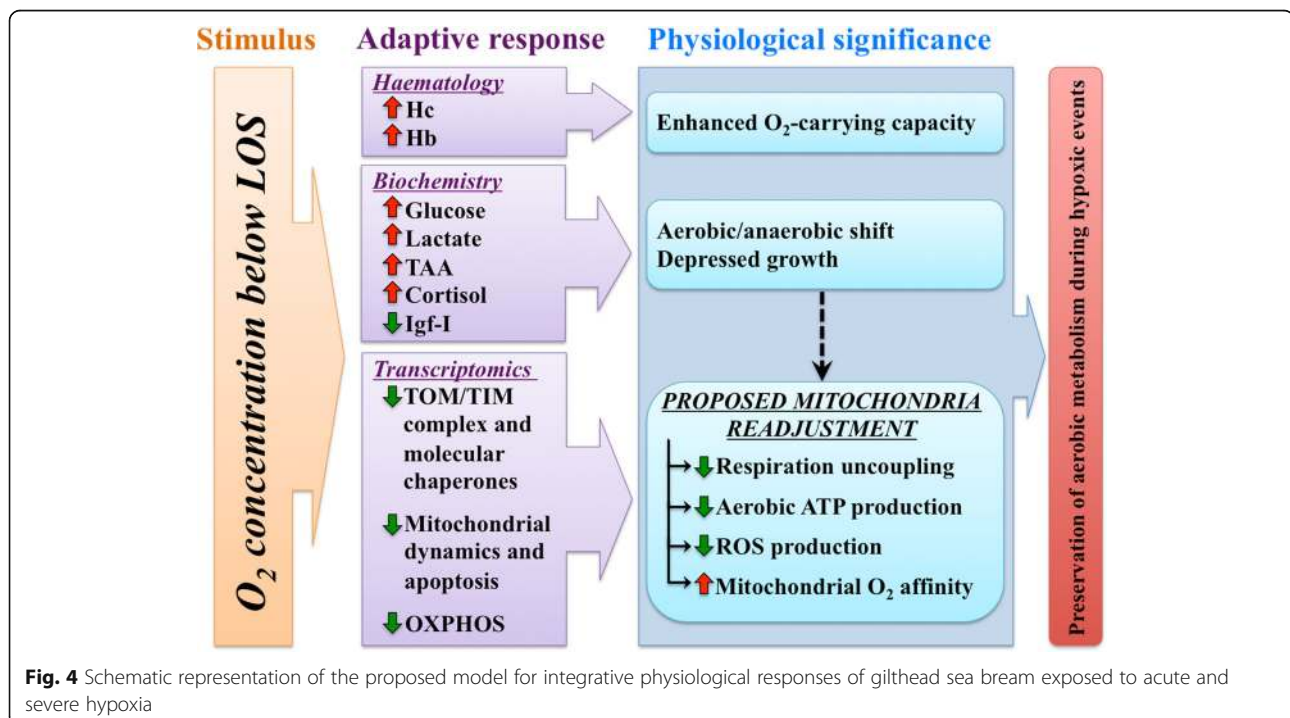 Stimulus
Adaptive response
Physiological significance
O₂ concentration below LOS
Haematology
Hc
Hb
Biochemistry
Glucose
Lactate
TAA
Cortisol
Igf-I
Transcriptomics
TOM/TIM
complex and
molecular
chaperones
Mitochondrial
dynamics and
apoptosis
OXPHOS
Enhanced O₂-carrying capacity
Aerobic/anaerobic shift
Depressed growth
PROPOSED MITOCHONDRIA
READJUSTMENT
Respiration uncoupling
Aerobic ATP production
ROS production
Mitochondrial O₂ affinity
Preservation of aerobic metabolism during hypoxic events
Fig. 4 Schematic representation of the proposed model for integrative physiological responses of gilthead sea bream exposed to acute and
severe hypoxia